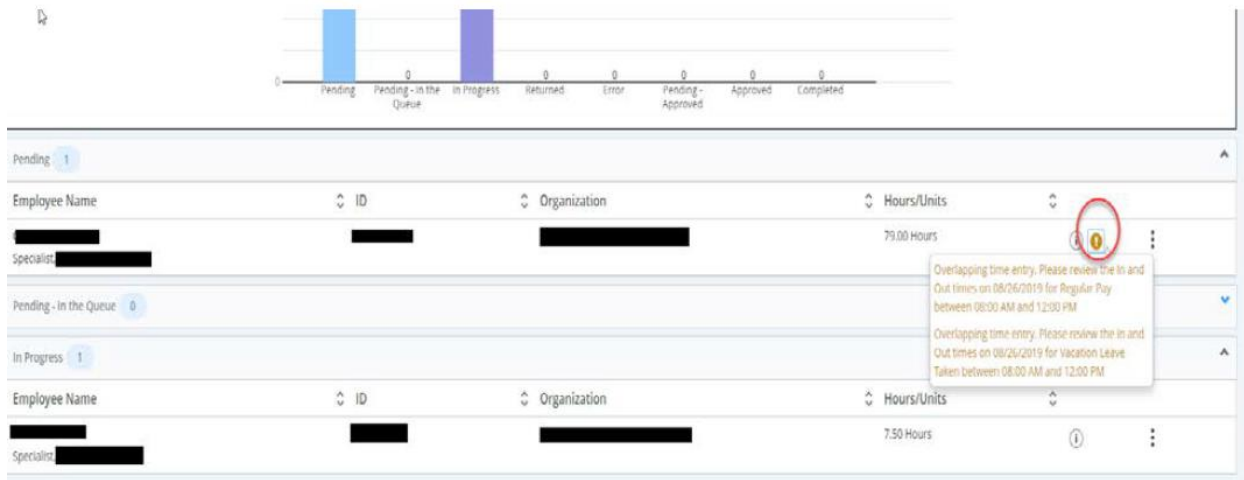 0
0
0
0
0
0
0
Pending
Pending - In the Queue
In Progress
Returned
Error
Pending - Approved
Approved
Completed
Pending 1
Employee Name ID Organization Hours/Units
79.00 Hours
Specialist,
Overlapping time entry. Please review the In and
Out times on 08/26/2019 for Regular Pay
between 08:00 AM and 12:00 PM
Overlapping time entry. Please review the In and
Out times on 08/26/2019 for Vacation Leave
Taken between 08:00 AM and 12:00 PM
Pending - In the Queue 0
In Progress 1
Employee Name ID Organization Hours/Units
7.50 Hours
Specialist,